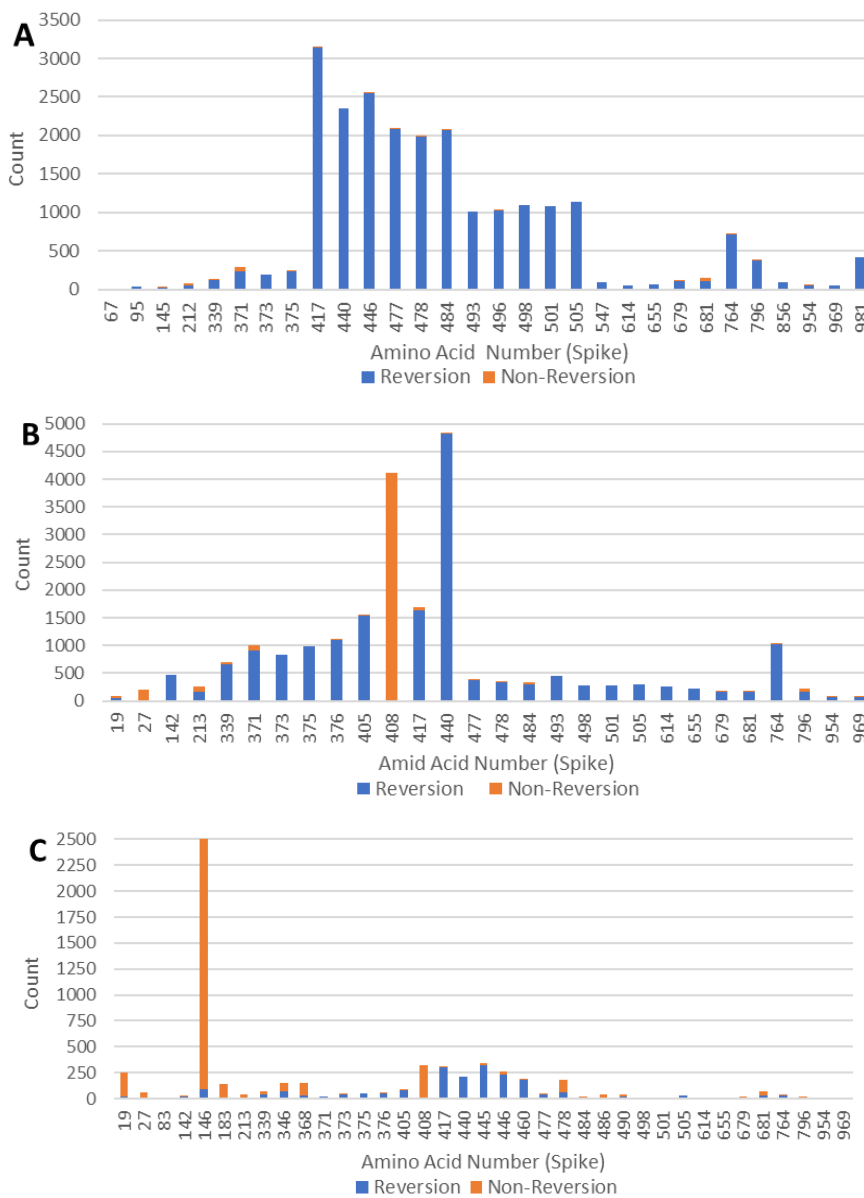 A
3500
3000
2500
2000
1500
1000
500
0
Count
67 95 145 212 339 371 373 375 417 440 446 477 478 484 493 496 498 501 505 547 614 655 679 681 764 796 856 954 969 981
Amino Acid Number (Spike)
Reversion Non-Reversion
B
5000
4500
4000
3500
3000
2500
2000
1500
1000
500
0
Count
19 27 142 213 339 371 373 375 376 405 408 417 440 477 478 484 493 498 501 505 614 655 679 681 764 796 954 969
Amid Acid Number (Spike)
Reversion Non-Reversion
C
2500
2250
2000
1750
1500
1250
1000
750
500
250
0
Count
19 27 83 142 146 183 213 339 346 368 371 373 375 376 405 408 417 440 445 446 460 477 478 484 486 490 498 501 505 614 655 679 681 764 796 954 969
Amino Acid Number (Spike)
Reversion Non-Reversion